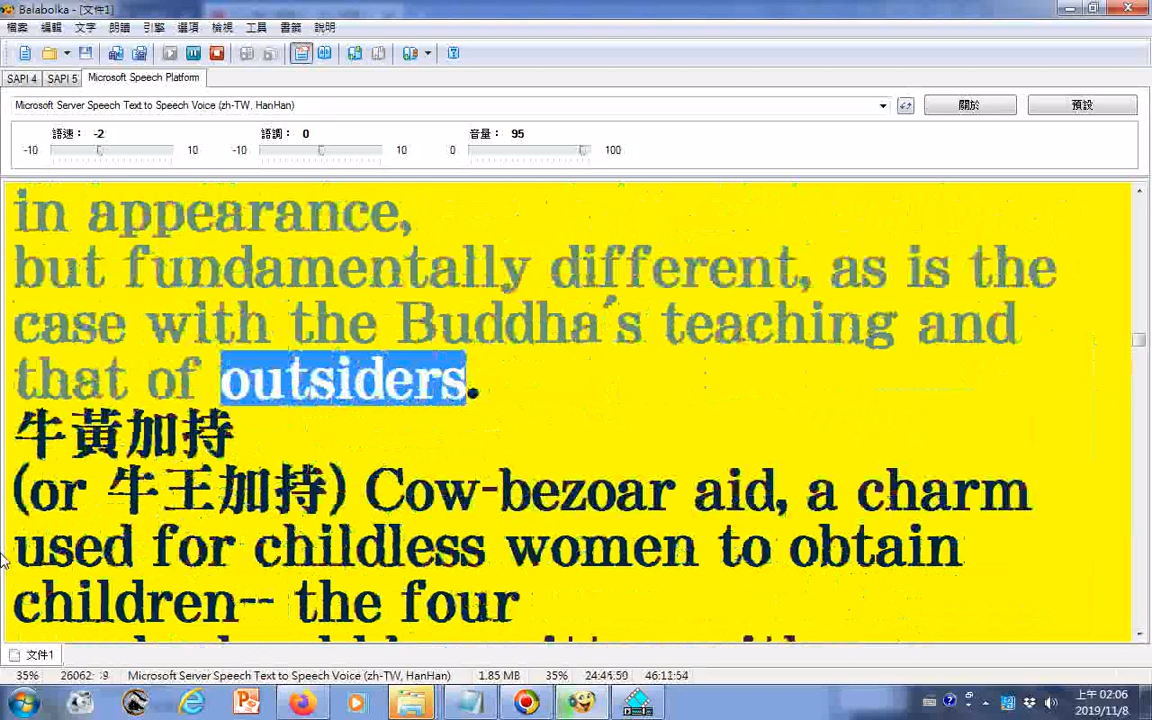 Balabolka - [文件1]
檔案 編輯 文字 朗讀 引擎 選項 檢視 工具 書籤 說明
SAPI 4 SAPI 5 Microsoft Speech Platform
Microsoft Server Speech Text to Speech Voice (zh-TW, HanHan) 關於 預設
語速： -2 語調： 0 音量： 95
-10 10 -10 10 0 100
in appearance,
but fundamentally different, as is the
case with the Buddha´s teaching and
that of outsiders.
牛黃加持
(or 牛王加持) Cow-bezoar aid, a charm
used for childless women to obtain
children-- the four
文件1
35% Microsoft Server Speech Text to Speech Voice (zh-TW, HanHan) 1.85 MB 35% 24:44:50 46:11:54
上午 02:06
2019/11/8